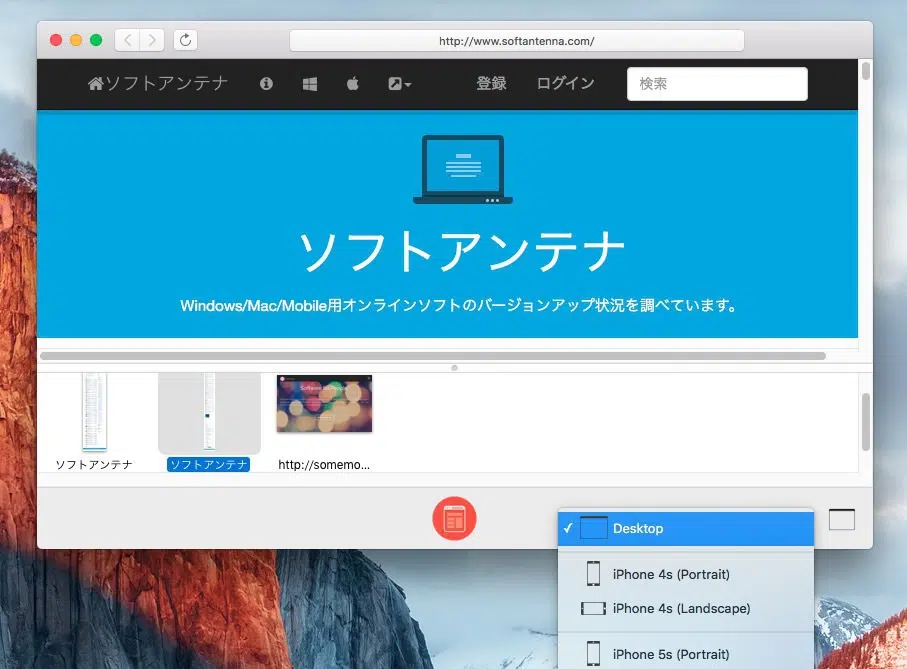 http://www.softantenna.com/
ソフトアンテナ
登録
ログイン
検索
ソフトアンテナ
Windows/Mac/Mobile用オンラインソフトのバージョンアップ状況を調べています。
ソフトアンテナ
ソフトアンテナ
http://somemo...
✓ Desktop
iPhone 4s (Portrait)
iPhone 4s (Landscape)
iPhone 5s (Portrait)